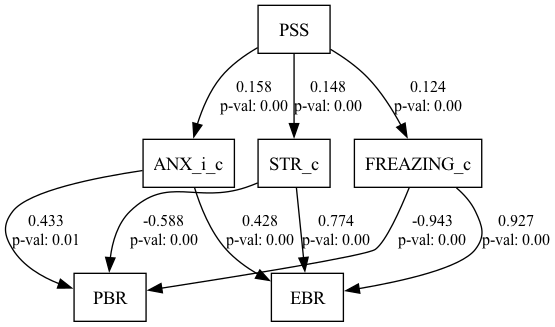 PSS
0.158 0.148 0.124
p-val: 0.00 p-val: 0.00 p-val: 0.00
ANX_i_c STR_c FREAZING_c
0.433 -0.588 0.428 0.774 -0.943 0.927
p-val: 0.01 p-val: 0.00 p-val: 0.00 p-val: 0.00 p-val: 0.00 p-val: 0.00
PBR EBR